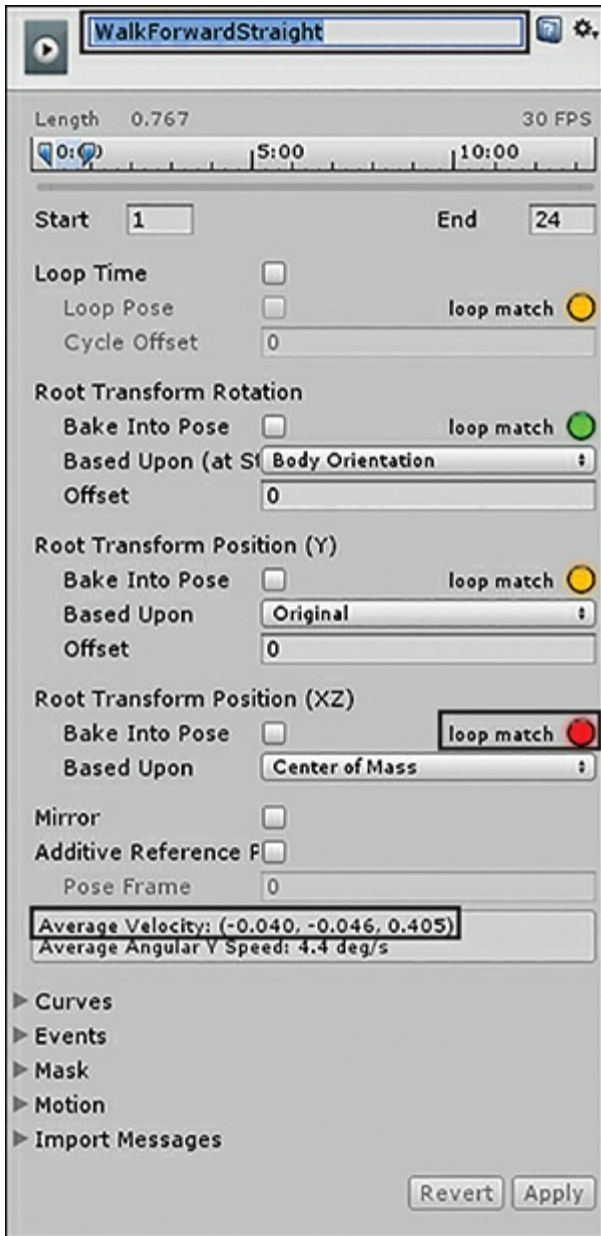 WalkForwardStraight
Length 0.767 30 FPS
0:00 5:00 10:00
Start 1 End 24
Loop Time
Loop Pose loop match
Cycle Offset 0
Root Transform Rotation
Bake Into Pose loop match
Based Upon (at St Body Orientation
Offset 0
Root Transform Position (Y)
Bake Into Pose loop match
Based Upon Original
Offset 0
Root Transform Position (XZ)
Bake Into Pose loop match
Based Upon Center of Mass
Mirror
Additive Reference P
Pose Frame 0
Average Velocity: (-0.040, -0.046, 0.405)
Average Angular Y Speed: 4.4 deg/s
Curves
Events
Mask
Motion
Import Messages
Revert Apply